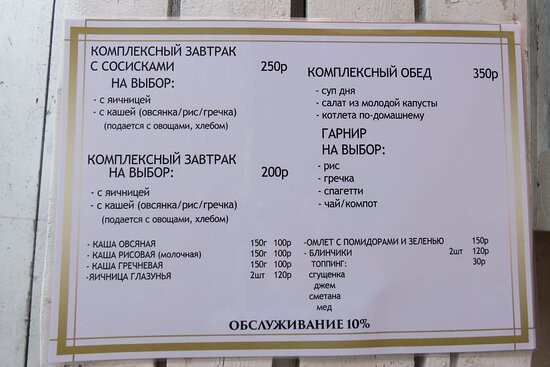 КОМПЛЕКСНЫЙ ЗАВТРАК
С СОСИСКАМИ 250р
НА ВЫБОР:
- с яичницей
- с кашей (овсянка/рис/гречка)
(подается с овощами, хлебом)
КОМПЛЕКСНЫЙ ЗАВТРАК
НА ВЫБОР: 200р
- с яичницей
- с кашей (овсянка/рис/гречка)
(подается с овощами, хлебом)
- КАША ОВСЯНАЯ 150г 100р
- КАША РИСОВАЯ (молочная) 150г 100р
- КАША ГРЕЧНЕВАЯ 150г 100р
-ЯИЧНИЦА ГЛАЗУНЬЯ 2шт 120р
КОМПЛЕКСНЫЙ ОБЕД 350р
- суп дня
- салат из молодой капусты
- котлета по-домашнему
ГАРНИР
НА ВЫБОР:
- рис
- гречка
- спагетти
- чай/компот
-ОМЛЕТ С ПОМИДОРАМИ И ЗЕЛЕНЬЮ 150р
- БЛИНЧИКИ 2шт 120р
ТОППИНГ: 30р
сгущенка
джем
сметана
мед
ОБСЛУЖИВАНИЕ 10%